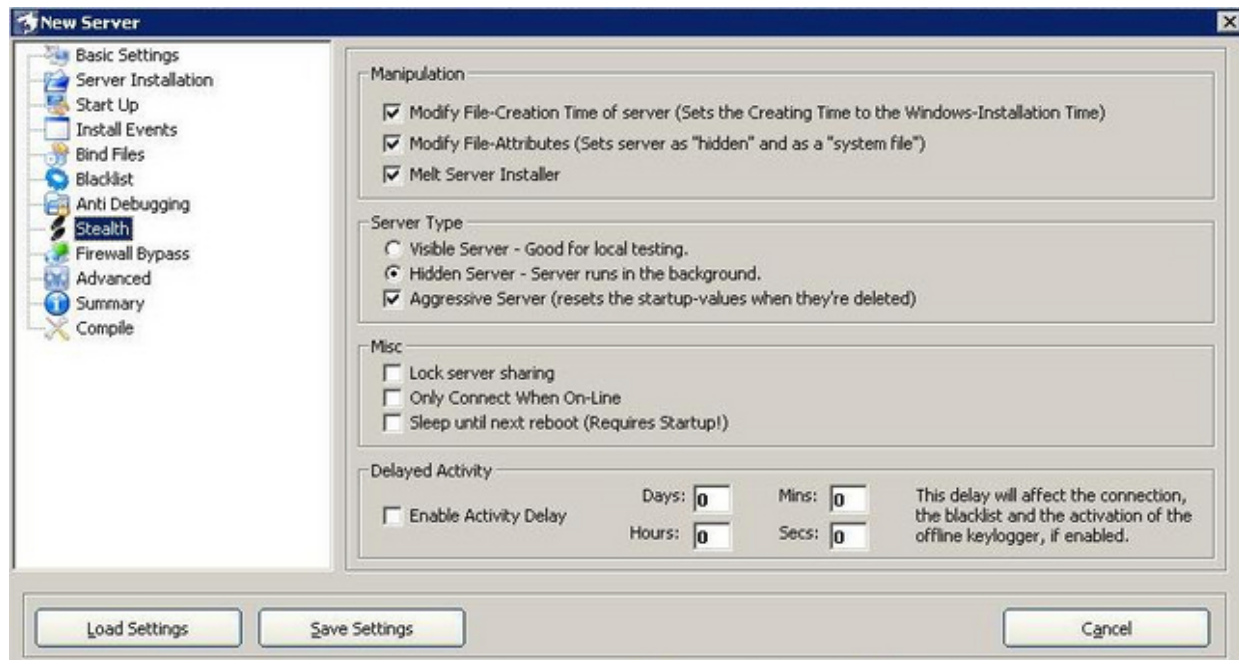 New Server
Basic Settings
Server Installation
Start Up
Install Events
Bind Files
Blacklist
Anti Debugging
Stealth
Firewall Bypass
Advanced
Summary
Compile
Manipulation
Modify File-Creation Time of server (Sets the Creating Time to the Windows-Installation Time)
Modify File-Attributes (Sets server as "hidden" and as a "system file")
Melt Server Installer
Server Type
Visible Server - Good for local testing.
Hidden Server - Server runs in the background.
Aggressive Server (resets the startup-values when they're deleted)
Misc
Lock server sharing
Only Connect When On-Line
Sleep until next reboot (Requires Startup!)
Delayed Activity
Enable Activity Delay
Days: 0 Mins: 0
Hours: 0 Secs: 0
This delay will affect the connection,
the blacklist and the activation of the
offline keylogger, if enabled.
Load Settings Save Settings Cancel